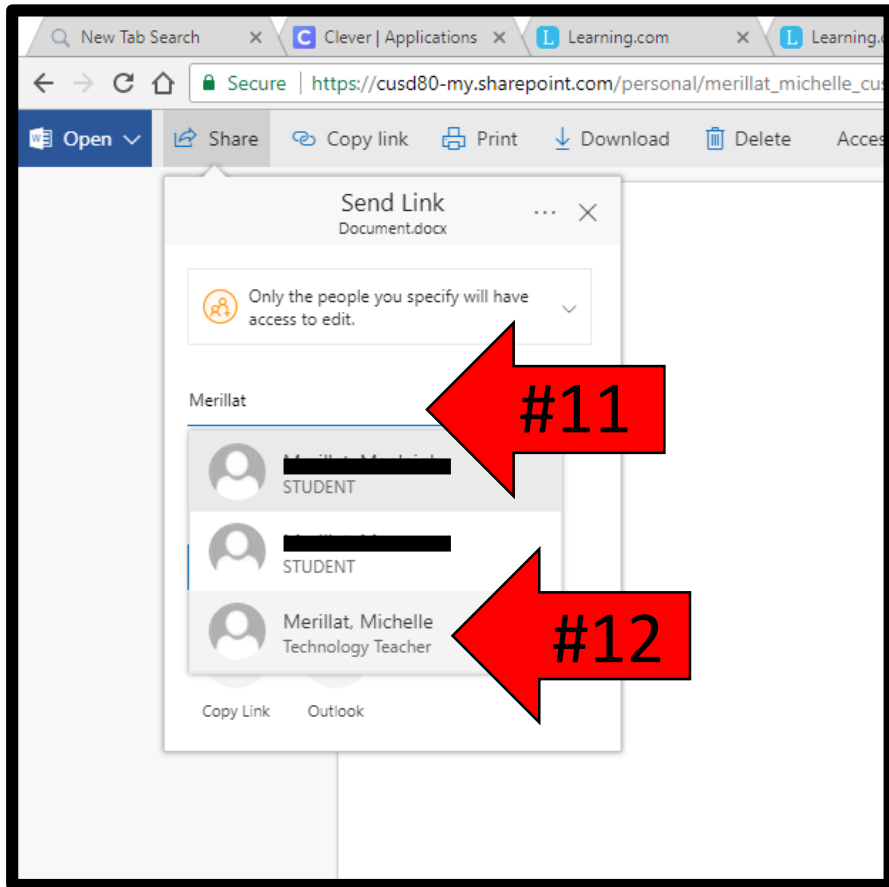 New Tab Search
Clever | Applications
Learning.com
Learning.
Secure | https://cusd80-my.sharepoint.com/personal/merillat_michelle_cus
Open
Share
Copy link
Print
Download
Delete
Acces
Send Link
Document.docx
Only the people you specify will have
access to edit.
Merillat
#11
STUDENT
STUDENT
Merillat, Michelle
Technology Teacher
#12
Copy Link
Outlook